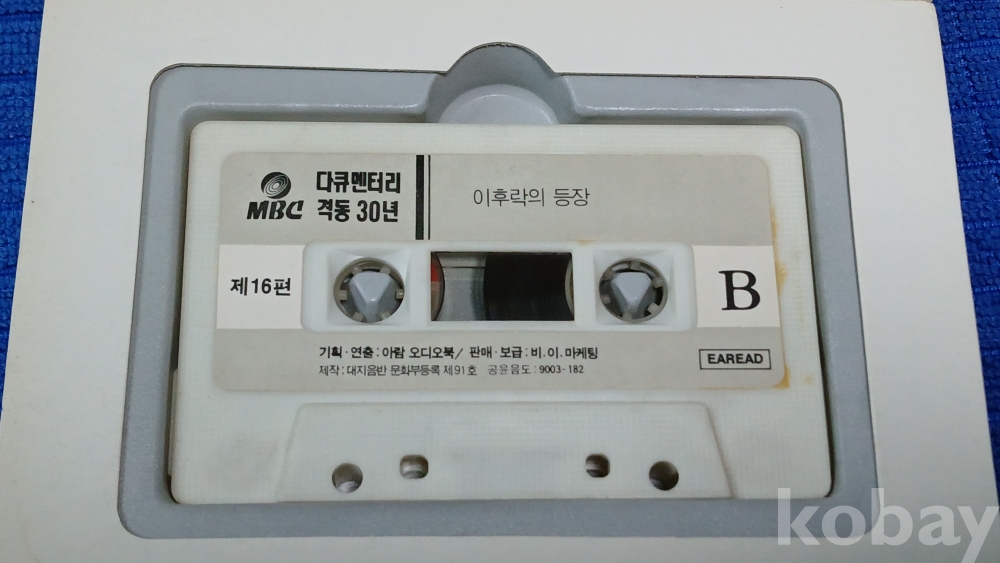 MBC
다큐멘터리
격동 30년
이후락의 등장
제16편
B
기획·연출 : 아람 오디오북 / 판매·보급 : 비.이.마케팅
제작 : 대지음반 문화부등록 제91호 공윤음도 : 9003-182
EAREAD
kobay